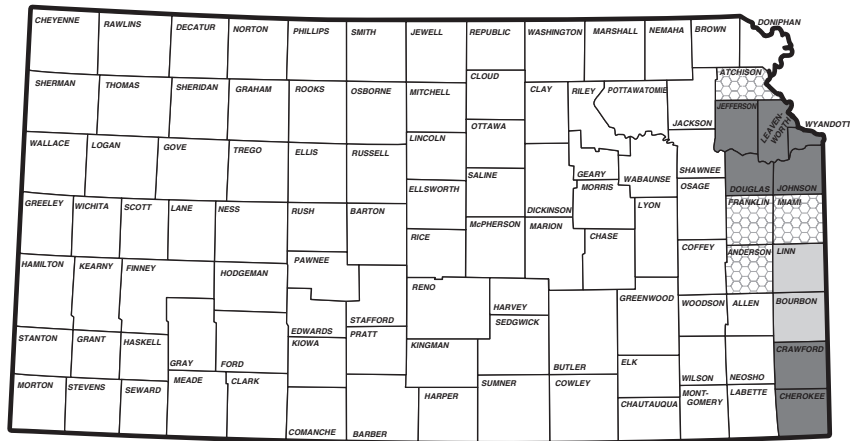 CHEYENNE
RAWLINS
DECATUR
NORTON
PHILLIPS
SMITH
JEWELL
REPUBLIC
WASHINGTON
MARSHALL
NEMAHA
BROWN
DONIPHAN
SHERMAN
THOMAS
SHERIDAN
GRAHAM
ROOKS
OSBORNE
MITCHELL
CLOUD
CLAY
RILEY
POTTAWATOMIE
JACKSON
ATCHISON
JEFFERSON
LEAVEN-
WORTH
WYANDOTT
WALLACE
LOGAN
GOVE
TREGO
ELLIS
RUSSELL
LINCOLN
OTTAWA
GEARY
WABAUNSE
SHAWNEE
DOUGLAS
JOHNSON
GREELEY
WICHITA
SCOTT
LANE
NESS
RUSH
BARTON
ELLSWORTH
SALINE
DICKINSON
MORRIS
LYON
OSAGE
FRANKLIN
MIAMI
RICE
McPHERSON
MARION
CHASE
COFFEY
ANDERSON
LINN
HAMILTON
KEARNY
FINNEY
HODGEMAN
PAWNEE
STAFFORD
RENO
HARVEY
GREENWOOD
WOODSON
ALLEN
BOURBON
STANTON
GRANT
HASKELL
GRAY
FORD
EDWARDS
KIOWA
PRATT
KINGMAN
SEDGWICK
BUTLER
ELK
WILSON
NEOSHO
CRAWFORD
MORTON
STEVENS
SEWARD
MEADE
CLARK
COMANCHE
BARBER
HARPER
SUMNER
COWLEY
CHAUTAUQUA
MONT-
GOMERY
LABETTE
CHEROKEE